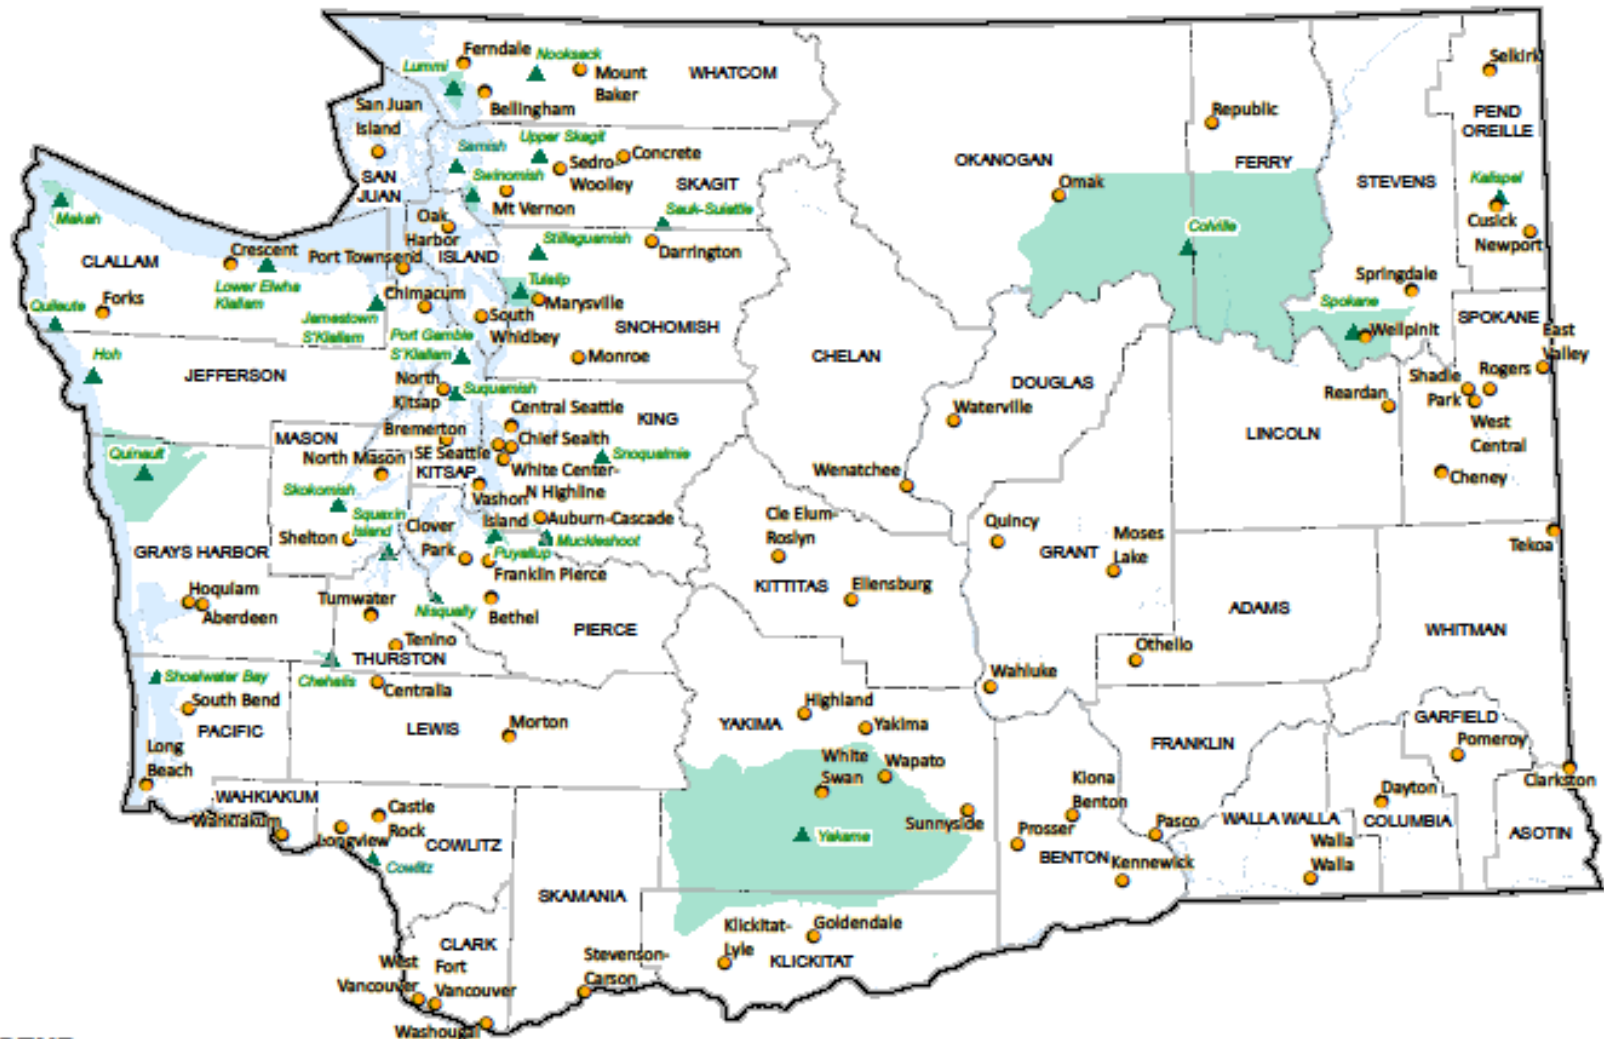 Ferndale
Nooksack
Lummi
Mount
Baker
WHATCOM
Selkirk
San Juan
Island
Bellingham
Republic
PEND
OREILLE
Samish
Upper Skagit
Sedro-
Woolley
Concrete
OKANOGAN
FERRY
STEVENS
SAN
JUAN
Swinomish
SKAGIT
Omak
Kalispel
Makah
Mt Vernon
Sauk-Suiattle
Cusick
Oak
Harbor
Colville
Newport
Crescent
Port Townsend
ISLAND
Stillaguamish
Darrington
CLALLAM
Springdale
Lower Elwha
Klallam
Chimacum
Tulalip
Marysville
Quileute
Forks
Jamestown
S'Klallam
South
Whidbey
SNOHOMISH
Spokane
Wellpinit
SPOKANE
East
Valley
Port Gamble
S'Klallam
Monroe
CHELAN
Hoh
JEFFERSON
North
Kitsap
Suquamish
DOUGLAS
Reardan
Shadle
Park
Rogers
Waterville
Central Seattle
KING
West
Central
MASON
Bremerton
Chief Sealth
LINCOLN
Quinault
North Mason
SE Seattle
KITSAP
Snoqualmie
White Center-
N Highline
Wenatchee
Cheney
Skokomish
Vashon
Island
Squaxin
Island
Clover
Park
Auburn-Cascade
Cle Elum-
Roslyn
Quincy
Moses
Lake
Shelton
Muckleshoot
Puyallup
GRAYS HARBOR
GRANT
Tekoa
Franklin Pierce
KITTITAS
Ellensburg
Hoquiam
Aberdeen
Tumwater
Nisqually
Bethel
PIERCE
ADAMS
WHITMAN
Tenino
THURSTON
Othello
Shoalwater Bay
Chehalis
Centralia
Wahluke
South Bend
Highland
PACIFIC
LEWIS
Morton
YAKIMA
Yakima
GARFIELD
Long
Beach
White
Swan
Wapato
FRANKLIN
Pomeroy
WAHKIAKUM
Kiona
Benton
Dayton
Clarkston
Wahkiakum
Castle
Rock
Longview
COWLITZ
Sunnyside
Prosser
Pasco
WALLA WALLA
COLUMBIA
ASOTIN
Yakama
Cowlitz
BENTON
Kennewick
Walla
Walla
SKAMANIA
Klickitat-
Lyle
Goldendale
CLARK
KLICKITAT
West
Vancouver
Fort
Vancouver
Stevenson-
Carson
Washougal